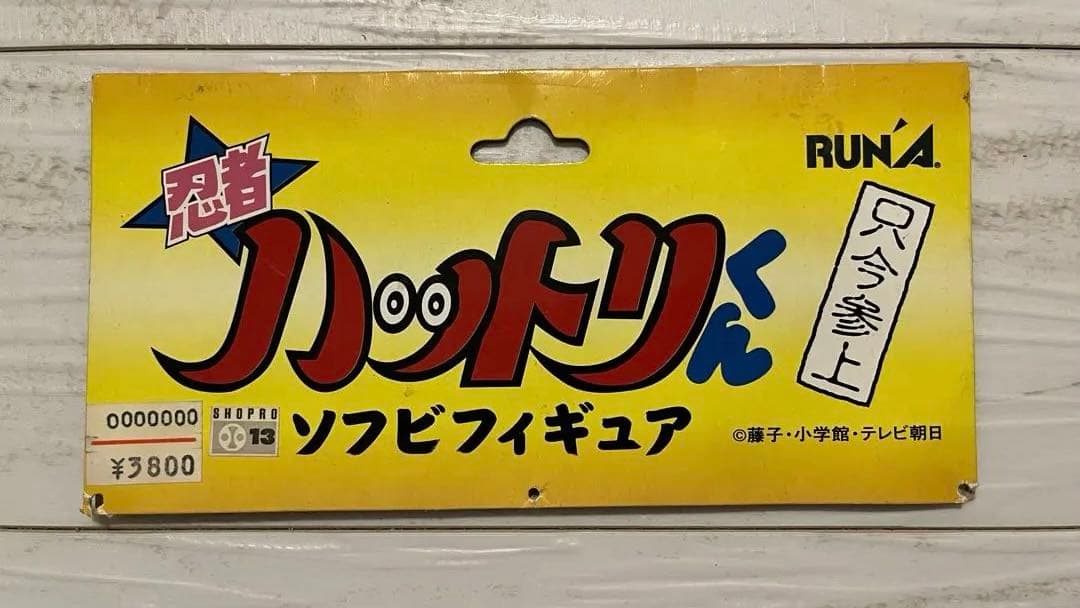 RUN'A®
忍者
ハットリくん
只今参上
0000000
¥3800
SHOPRO
13
ソフビフィギュア
©藤子・小学館・テレビ朝日